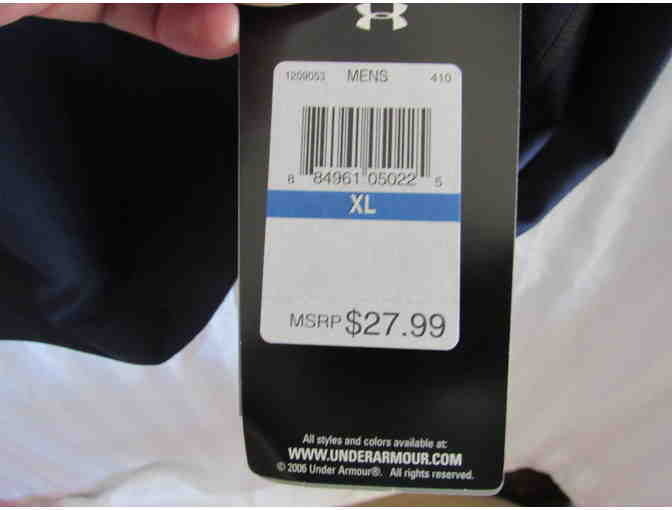 1209053 MENS 410
8 84961 05022 5
XL
MSRP $27.99
All styles and colors available at:
WWW.UNDERARMOUR.COM
© 2006 Under Armour®. All rights reserved.